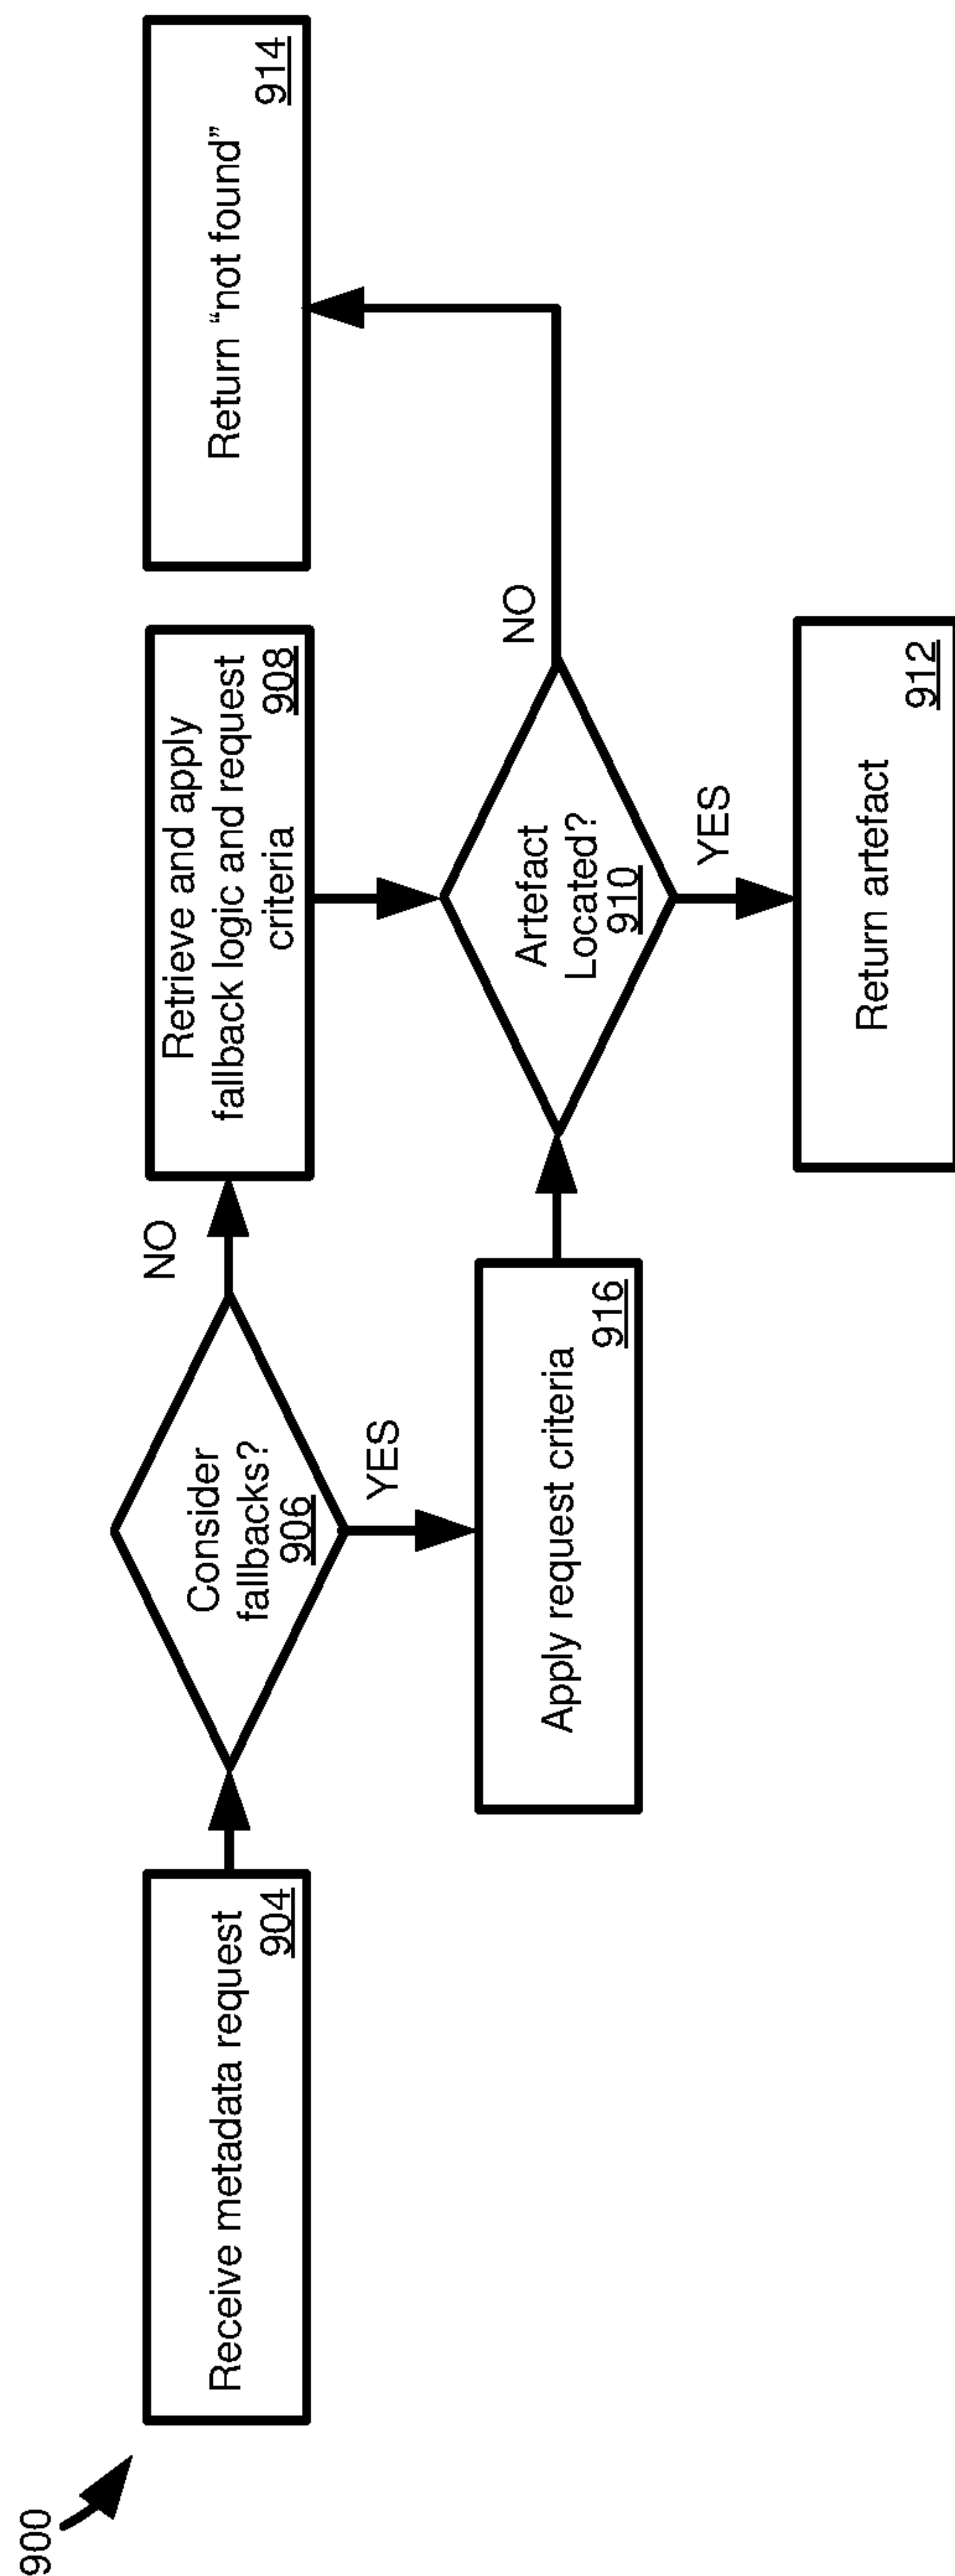 900
Receive metadata request
904
Consider
fallbacks?
906
NO
YES
Retrieve and apply
fallback logic and request
criteria
908
Apply request criteria
916
Artefact
Located?
910
NO
YES
Return “not found”
914
Return artefact
912